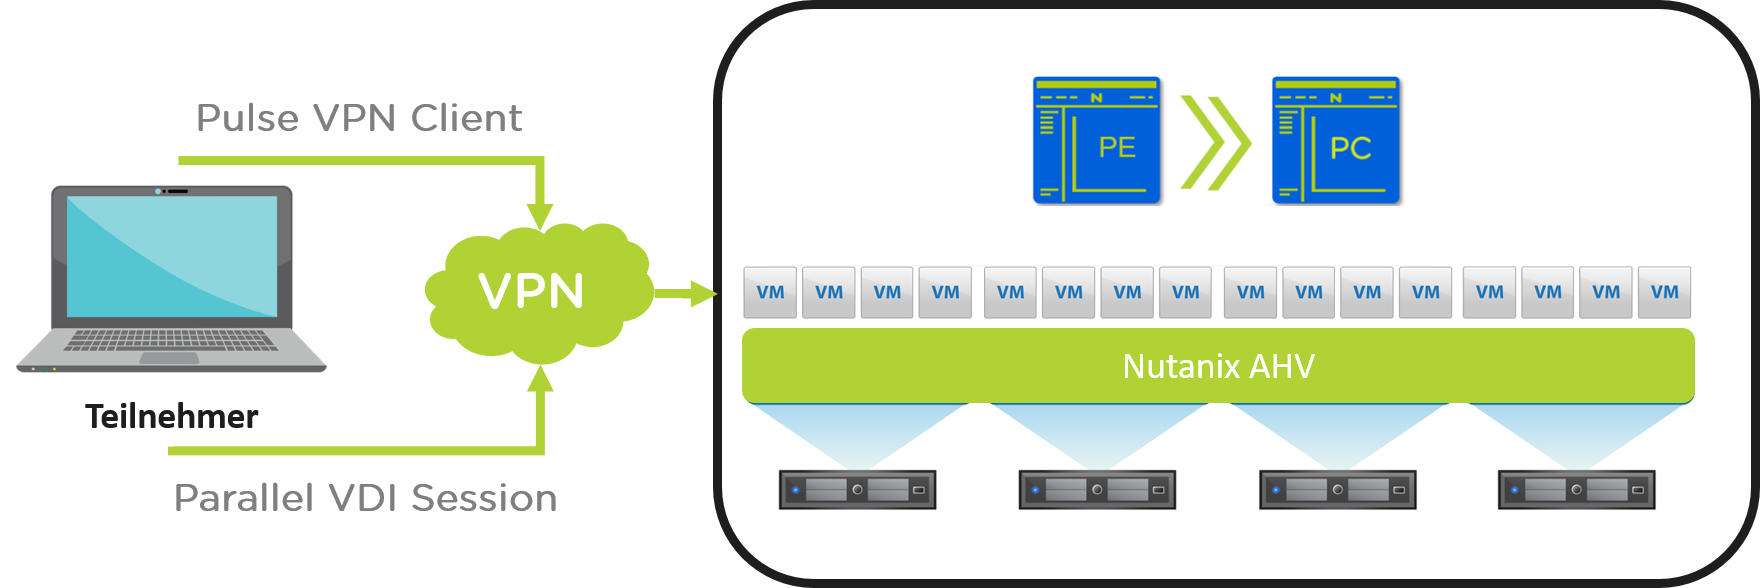 Pulse VPN Client
N
PE
N
PC
VPN
VM VM VM VM VM VM VM VM VM VM VM VM VM VM VM VM
Nutanix AHV
Teilnehmer
Parallel VDI Session